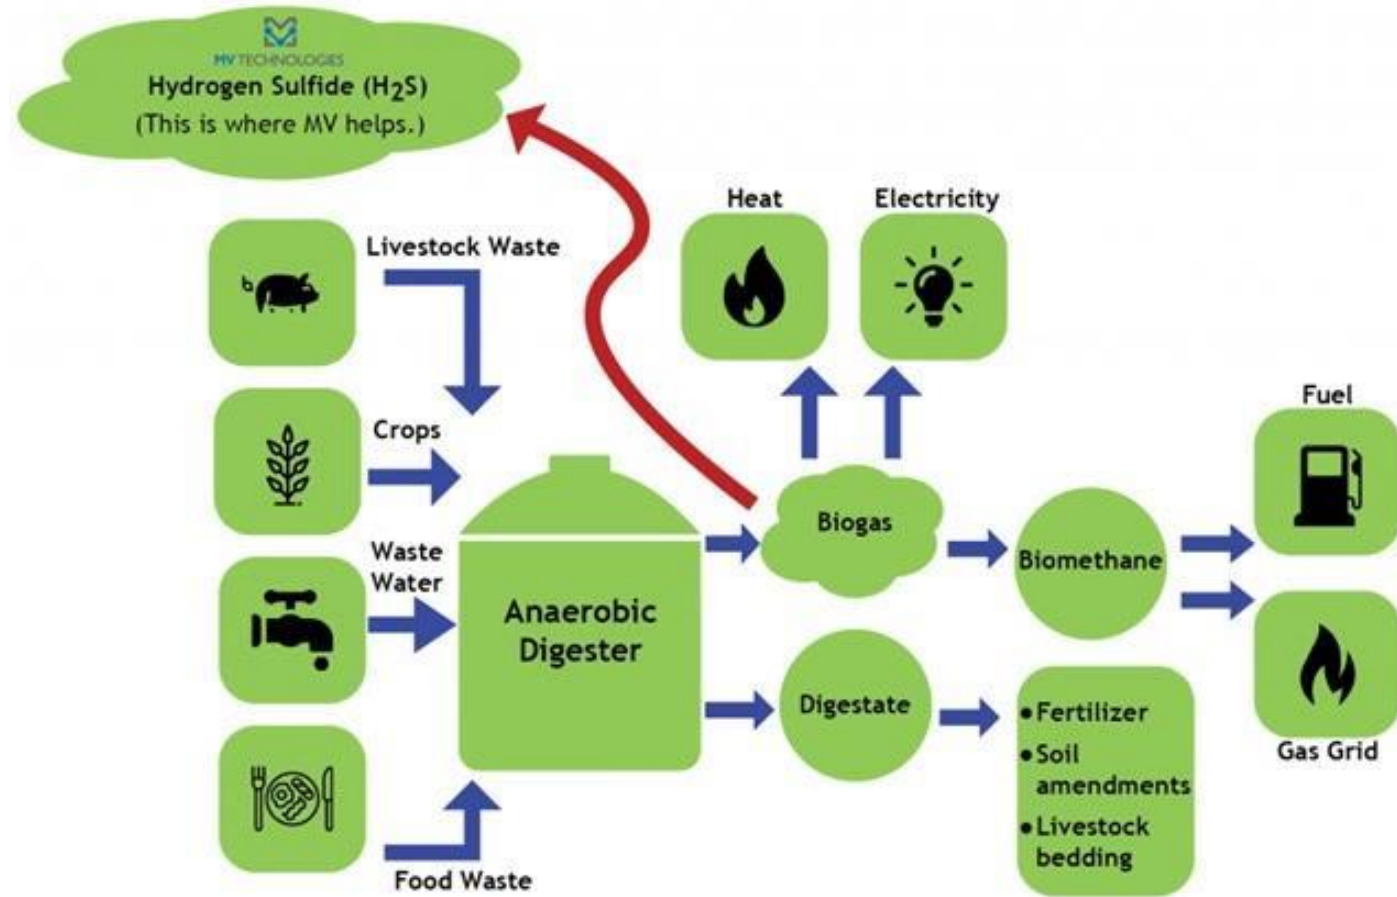 MV TECHNOLOGIES
Hydrogen Sulfide (H₂S)
(This is where MV helps.)
Heat
Electricity
Livestock Waste
Fuel
Crops
Biogas
Waste
Water
Biomethane
Anaerobic
Digester
Digestate
• Fertilizer
• Soil
amendments
• Livestock
bedding
Gas Grid
Food Waste